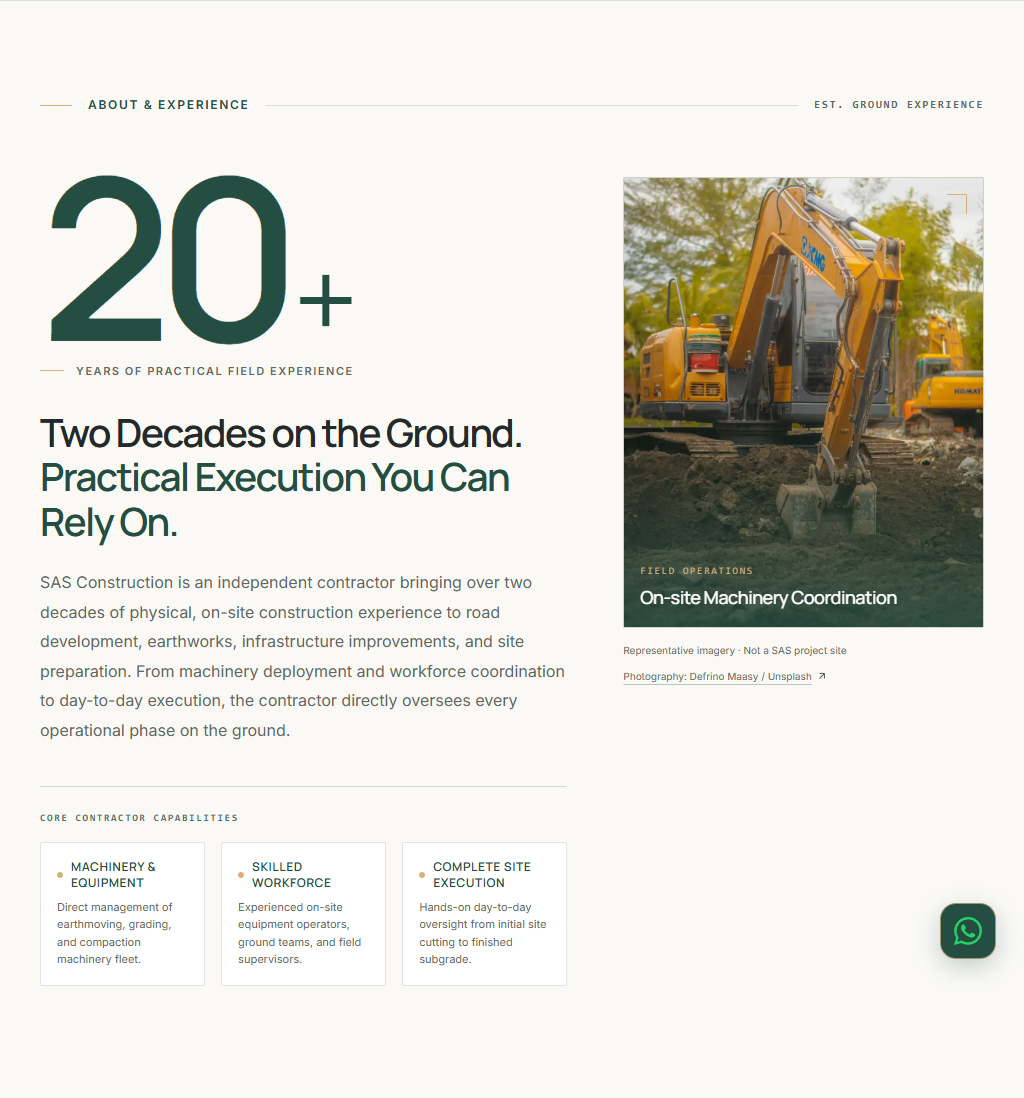 ABOUT & EXPERIENCE
EST. GROUND EXPERIENCE
20+
YEARS OF PRACTICAL FIELD EXPERIENCE
Two Decades on the Ground.
Practical Execution You Can
Rely On.
SAS Construction is an independent contractor bringing over two
decades of physical, on-site construction experience to road
development, earthworks, infrastructure improvements, and site
preparation. From machinery deployment and workforce coordination
to day-to-day execution, the contractor directly oversees every
operational phase on the ground.
XCMG
KOMAT
FIELD OPERATIONS
On-site Machinery Coordination
Representative imagery · Not a SAS project site
Photography: Defrino Maasy / Unsplash ↗
CORE CONTRACTOR CAPABILITIES
MACHINERY &
EQUIPMENT
Direct management of
earthmoving, grading,
and compaction
machinery fleet.
SKILLED
WORKFORCE
Experienced on-site
equipment operators,
ground teams, and field
supervisors.
COMPLETE SITE
EXECUTION
Hands-on day-to-day
oversight from initial site
cutting to finished
subgrade.